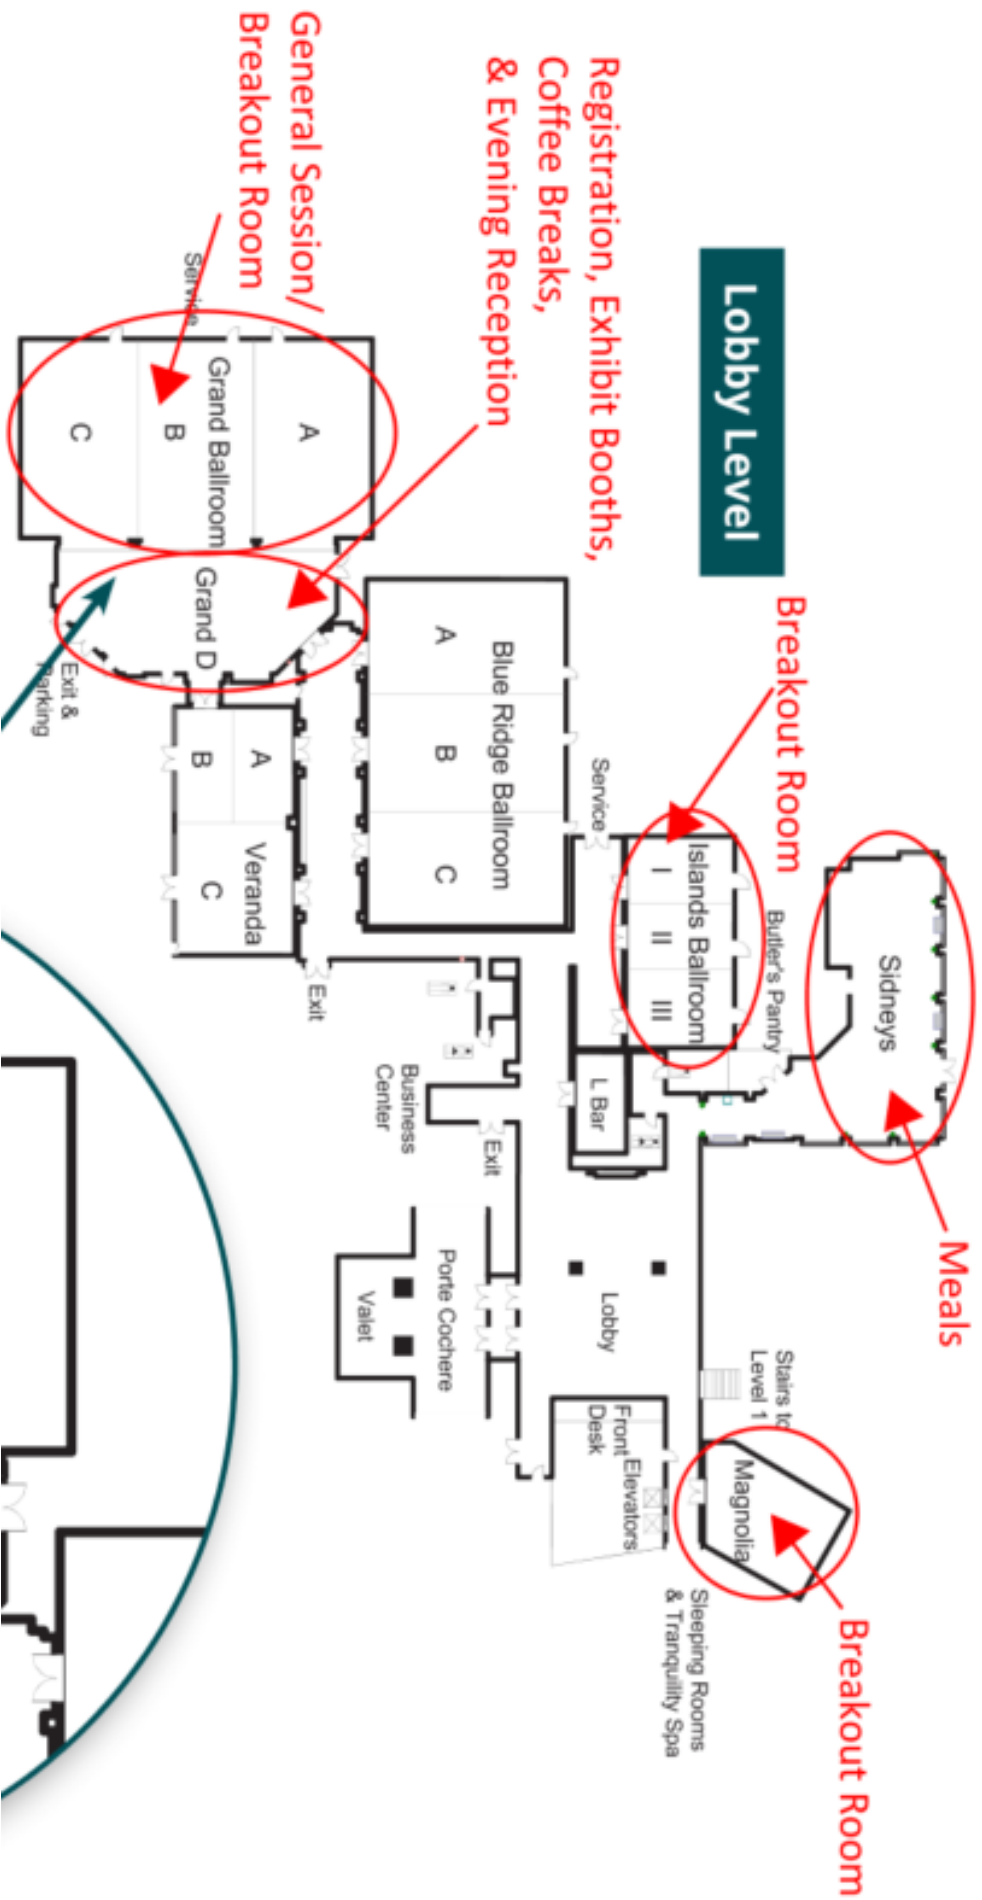 Lobby Level
Meals
Breakout Room
Breakout Room
Registration, Exhibit Booths,
Coffee Breaks,
& Evening Reception
General Session/
Breakout Room
Sidneys
Butler's Pantry
Stairs to
Level 1
Magnolia
Islands Ballroom
I
II
III
Service
L Bar
Lobby
Front
Desk
Elevators
Sleeping Rooms
& Tranquility Spa
Blue Ridge Ballroom
A
B
C
Exit
Business
Center
Porte Cochere
Valet
Exit
Service
A
Grand Ballroom
B
C
Grand D
A
Veranda
B
C
Exit &
Parking